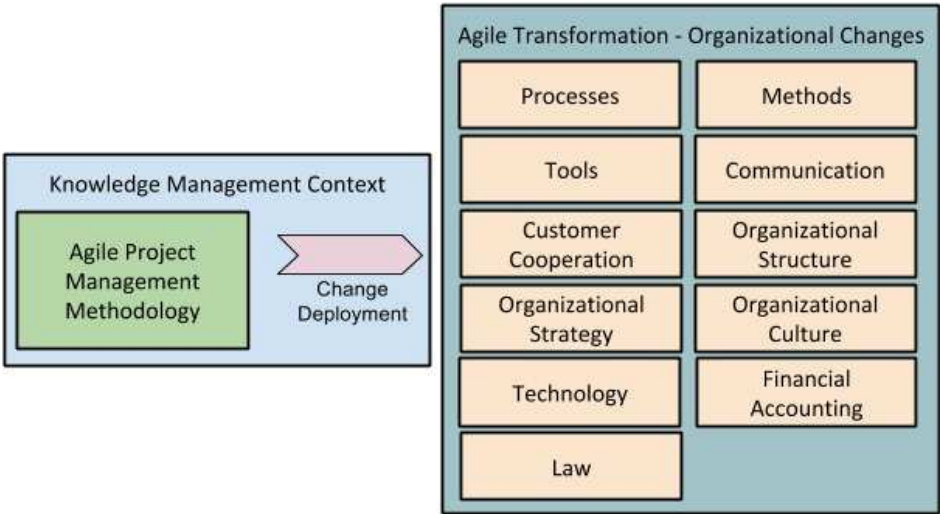 Knowledge Management Context
Agile Project
Management
Methodology
Change
Deployment
Agile Transformation - Organizational Changes
Processes
Methods
Tools
Communication
Customer
Cooperation
Organizational
Structure
Organizational
Strategy
Organizational
Culture
Technology
Financial
Accounting
Law